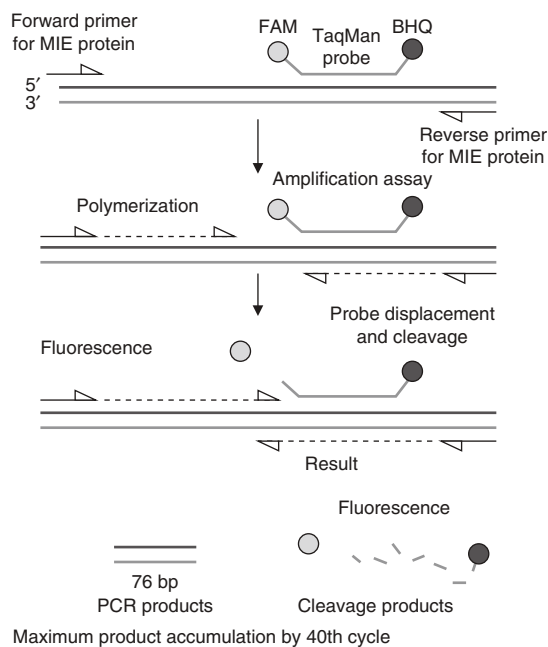 Forward primer
for MIE protein
FAM
TaqMan
probe
BHQ
5′
3′
Reverse primer
for MIE protein
Amplification assay
Polymerization
Probe displacement
and cleavage
Fluorescence
Result
Fluorescence
76 bp
PCR products
Cleavage products
Maximum product accumulation by 40th cycle